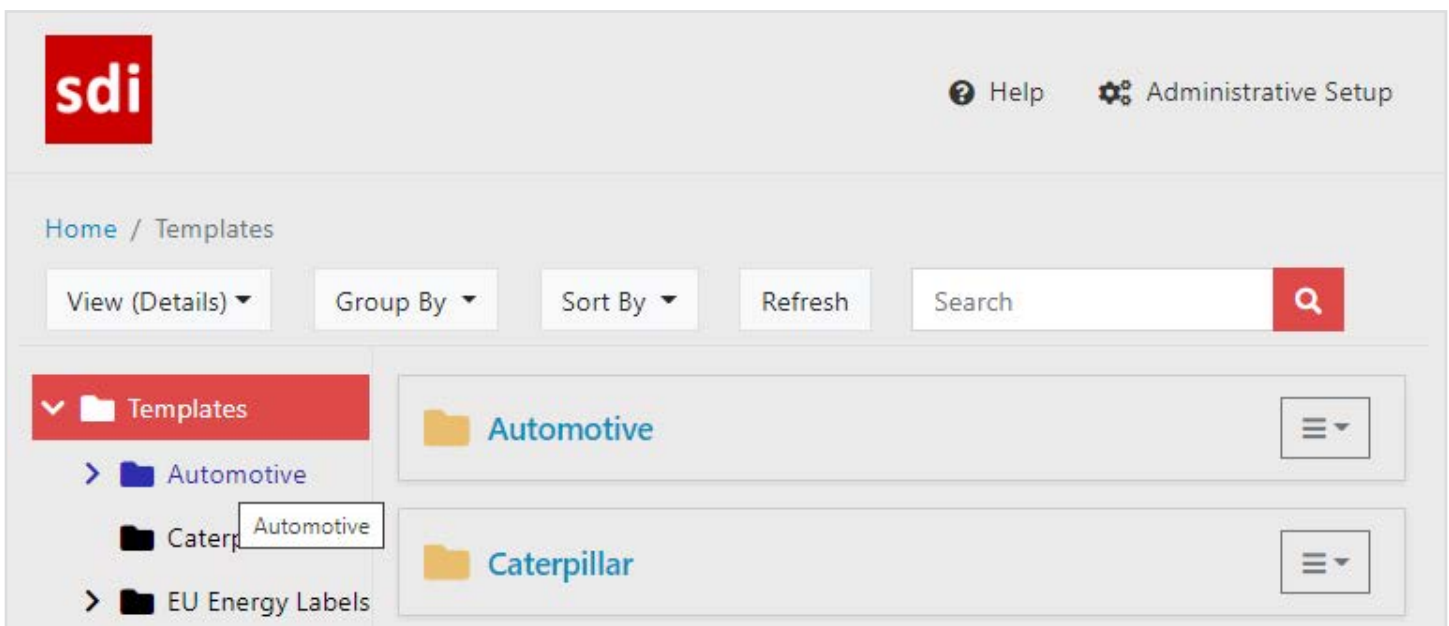 sdi
Help Administrative Setup
Home / Templates
View (Details) Group By Sort By Refresh Search
Templates
Automotive
Automotive
Caterp
EU Energy Labels
Automotive
Caterpillar